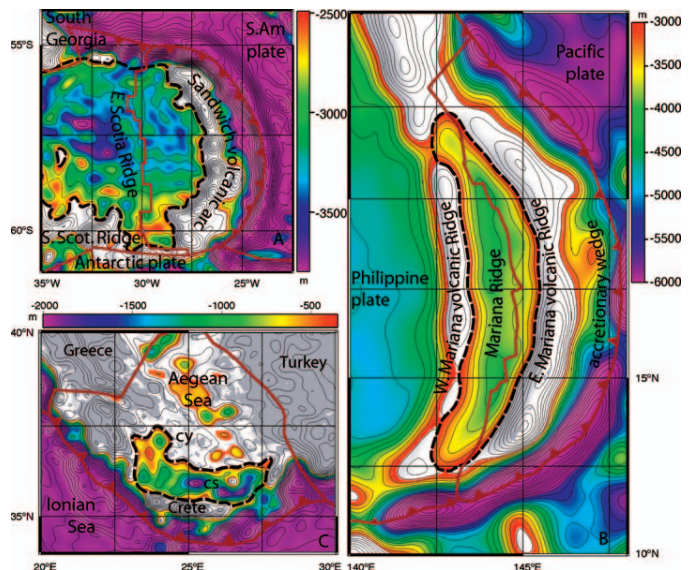 South
Georgia
S.Am
plate
55°S
E. Scotia Ridge
Sandwich volcanic arc
60°S
S. Scot. Ridge
A
Antarctic plate
35°W
30°W
25°W
-2500
-3000
-3500
m
-2000
-1500
-1000
-500
m
40°N
Greece
Turkey
Aegean
Sea
cy
cs
Crete
Ionian
Sea
35°N
C
20°E
25°E
30°E
m
-3000
-4000
-5000
-6000
Pacific
plate
Philippine
plate
W. Mariana volcanic Ridge
Mariana Ridge
E. Mariana volcanic Ridge
accretionary wedge
15°N
B
140°E
145°E
10°N